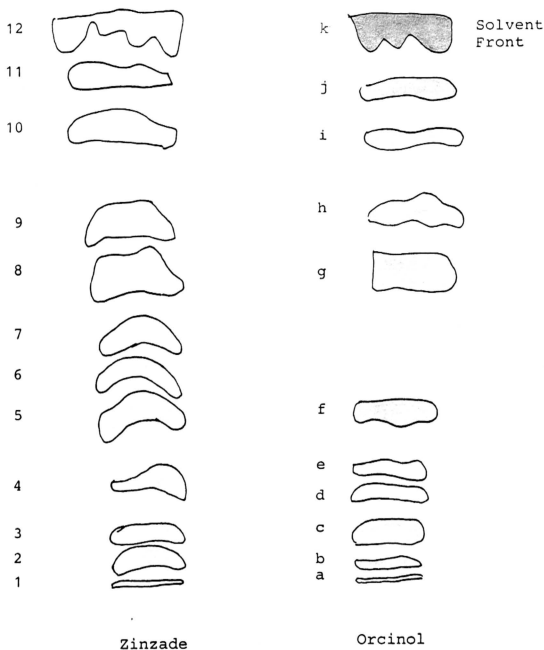 12 k Solvent
Front
11 j
10 i
9 h
8 g
7
6
5 f
4 e
d
3 c
2 b
1 a
Zinzade Orcinol